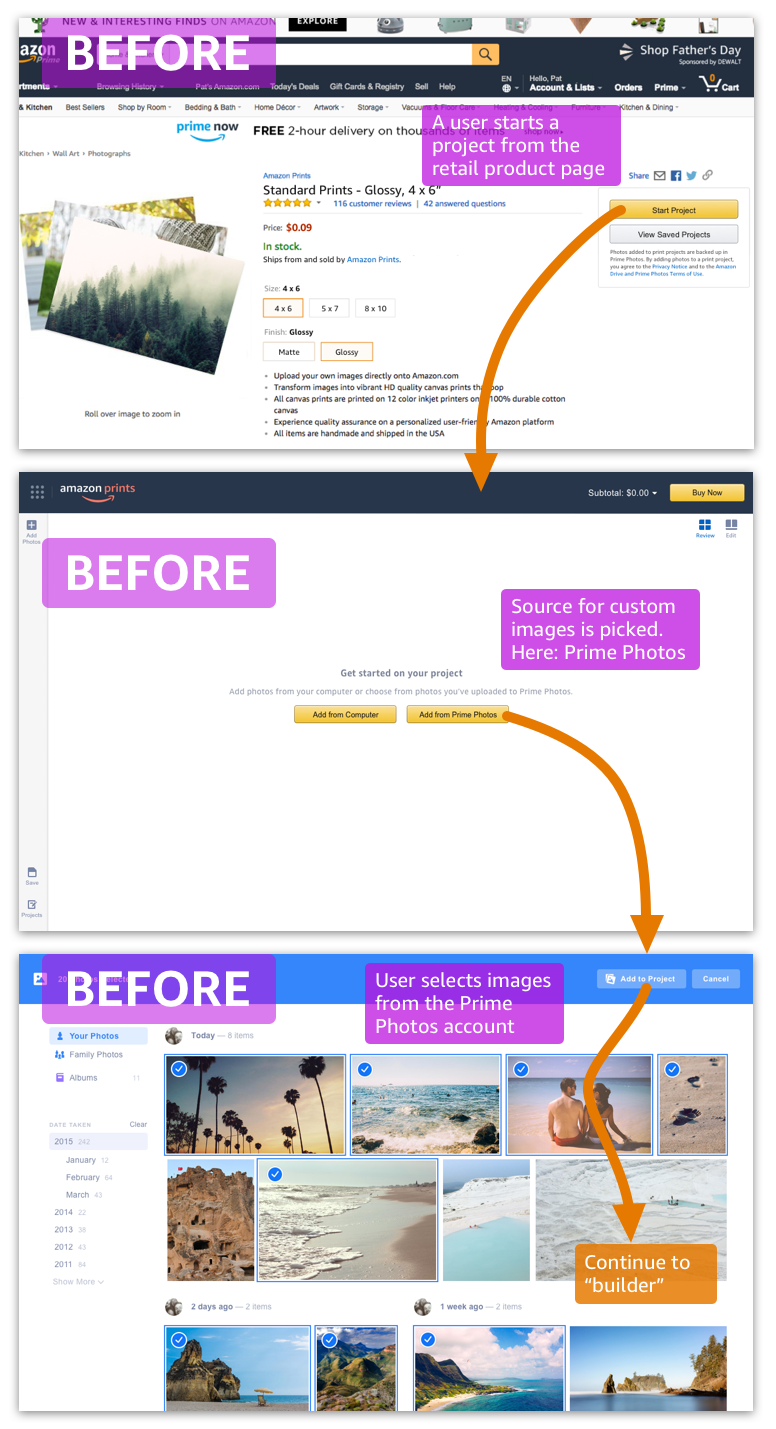 NEW & INTERESTING FINDS ON AMAZON EXPLORE
BEFORE
azon
Prime
Shop Father's Day
Sponsored by DEWALT
rtments
Browsing History
Pat's Amazon.com
Today's Deals
Gift Cards & Registry
Sell
Help
EN
Hello, Pat
Account & Lists
Orders
Prime
0
Cart
& Kitchen
Best Sellers
Shop by Room
Bedding & Bath
Home Décor
Artwork
Storage
Vacuums & Floor Care
Heating & Cooling
Furniture
Kitchen & Dining
prime now
FREE 2-hour delivery on thousands of items
Shop now
A user starts a
project from the
retail product page
Kitchen › Wall Art › Photographs
Amazon Prints
Standard Prints - Glossy, 4 x 6"
116 customer reviews | 42 answered questions
Price: $0.09
In stock.
Ships from and sold by Amazon Prints.
Size: 4 x 6
4 x 6
5 x 7
8 x 10
Finish: Glossy
Matte
Glossy
• Upload your own images directly onto Amazon.com
• Transform images into vibrant HD quality canvas prints that pop
• All canvas prints are printed on 12 color inkjet printers on 100% durable cotton
canvas
• Experience quality assurance on a personalized user-friendly Amazon platform
• All items are handmade and shipped in the USA
Roll over image to zoom in
Share
Start Project
View Saved Projects
Photos added to print projects are backed up in
Prime Photos. By adding photos to a print project,
you agree to the Privacy Notice and to the Amazon
Drive and Prime Photos Terms of Use.
amazon prints
Subtotal: $0.00
Buy Now
Add
Photos
Review
Edit
BEFORE
Source for custom
images is picked.
Here: Prime Photos
Get started on your project
Add photos from your computer or choose from photos you've uploaded to Prime Photos.
Add from Computer
Add from Prime Photos
Save
Projects
BEFORE
User selects images
from the Prime
Photos account
Add to Project
Cancel
Your Photos
Family Photos
Albums 11
DATE TAKEN Clear
2015 242
January 12
February 64
March 43
2014 22
2013 38
2012 43
2011 64
Show More
Today — 6 items
Continue to
“builder”
2 days ago — 2 items
1 week ago — 2 items